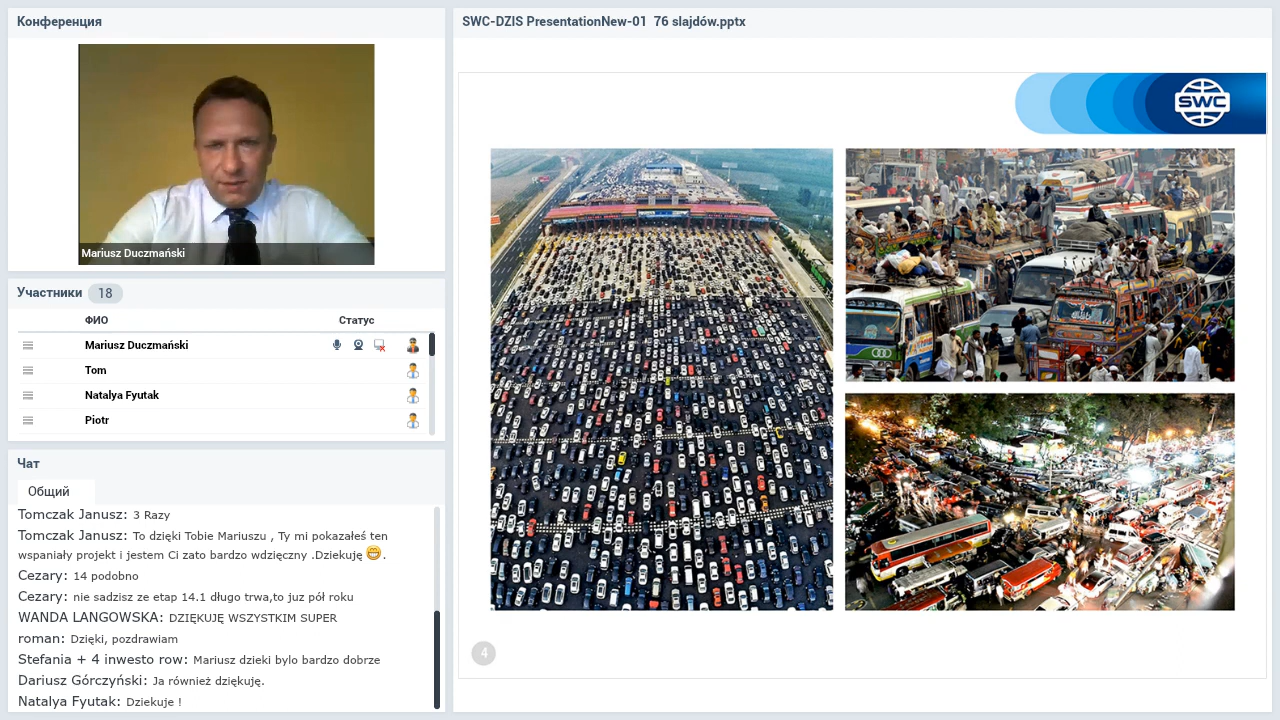 Конференция
Mariusz Duczmański
Участники 18
ФИО Статус
Mariusz Duczmański
Tom
Natalya Fyutak
Piotr
Чат
Общий
Tomczak Janusz: 3 Razy
Tomczak Janusz: To dzięki Tobie Mariuszu , Ty mi pokazałeś ten
wspaniały projekt i jestem Ci zato bardzo wdzięczny .Dziekuję 😁.
Cezary: 14 podobno
Cezary: nie sadzisz ze etap 14.1 długo trwa,to juz pół roku
WANDA LANGOWSKA: DZIĘKUJĘ WSZYSTKIM SUPER
roman: Dzięki, pozdrawiam
Stefania + 4 inwesto row: Mariusz dzieki bylo bardzo dobrze
Dariusz Górczyński: Ja również dziękuję.
Natalya Fyutak: Dziekuje !
SWC-DZIS PresentationNew-01 76 slajdów.pptx
SWC
4